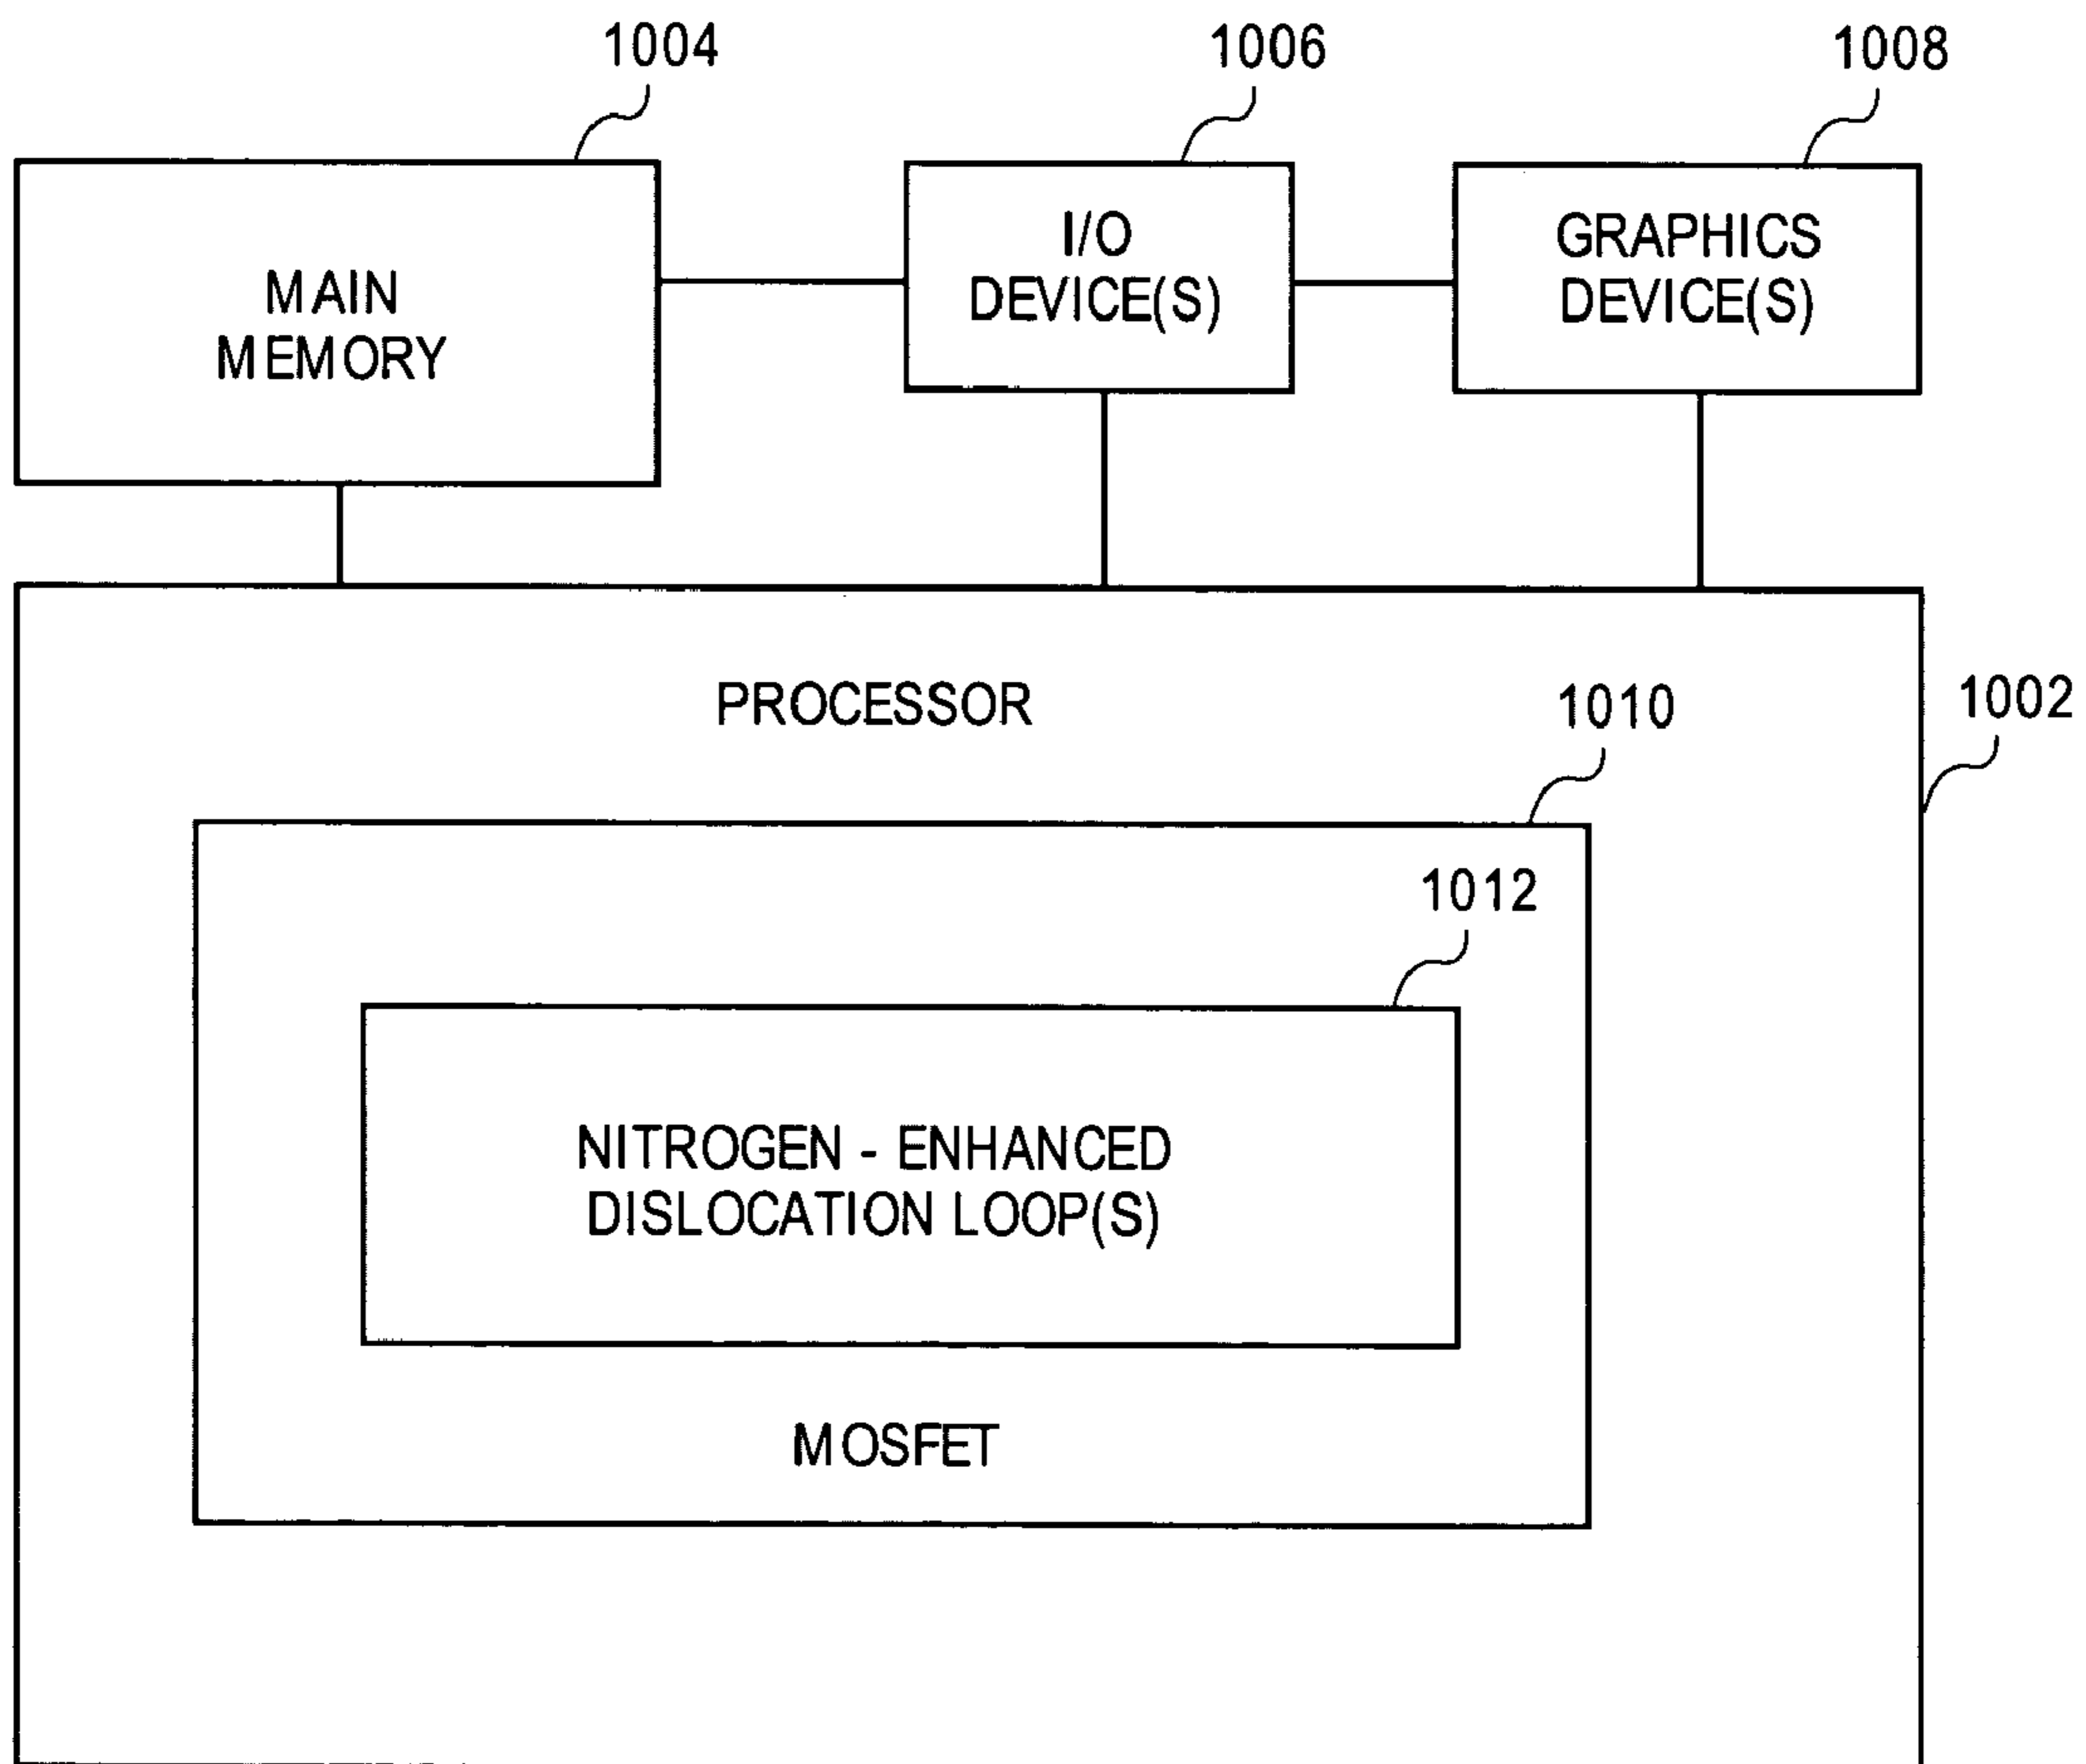 1004
1006
1008
MAIN
MEMORY
I/O
DEVICE(S)
GRAPHICS
DEVICE(S)
PROCESSOR
1010
1002
1012
NITROGEN - ENHANCED
DISLOCATION LOOP(S)
MOSFET